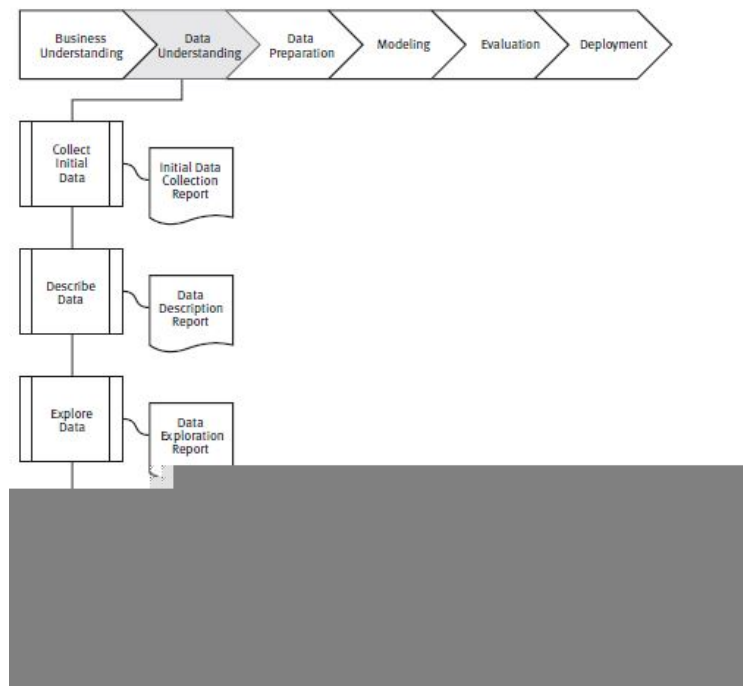 Business
Understanding
Data
Understanding
Data
Preparation
Modeling
Evaluation
Deployment
Collect
Initial
Data
Initial Data
Collection
Report
Describe
Data
Data
Description
Report
Explore
Data
Data
Exploration
Report